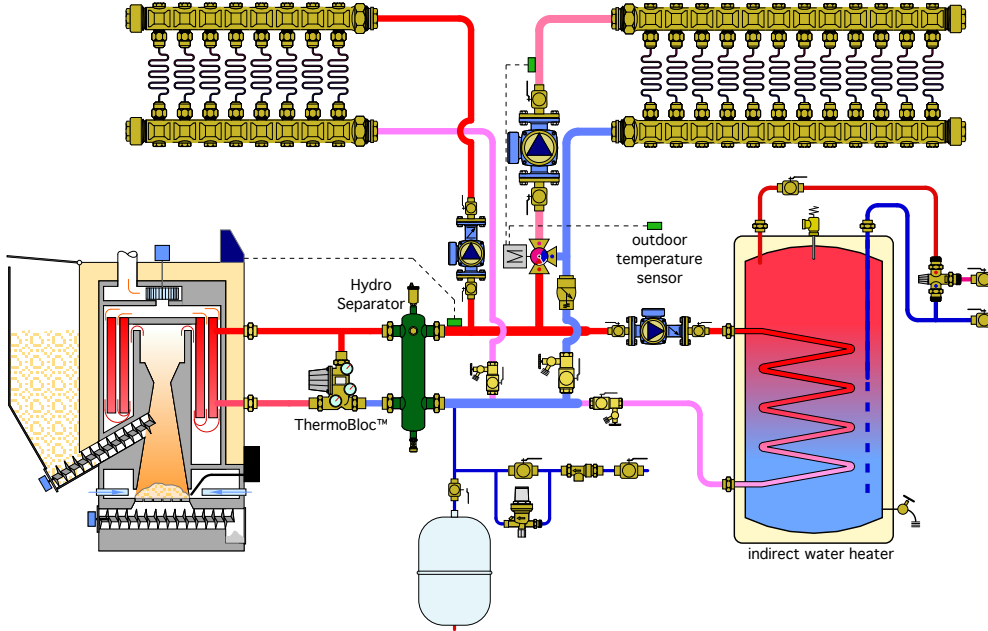 M
outdoor
temperature
sensor
Hydro
Separator
ThermoBloc™
indirect water heater